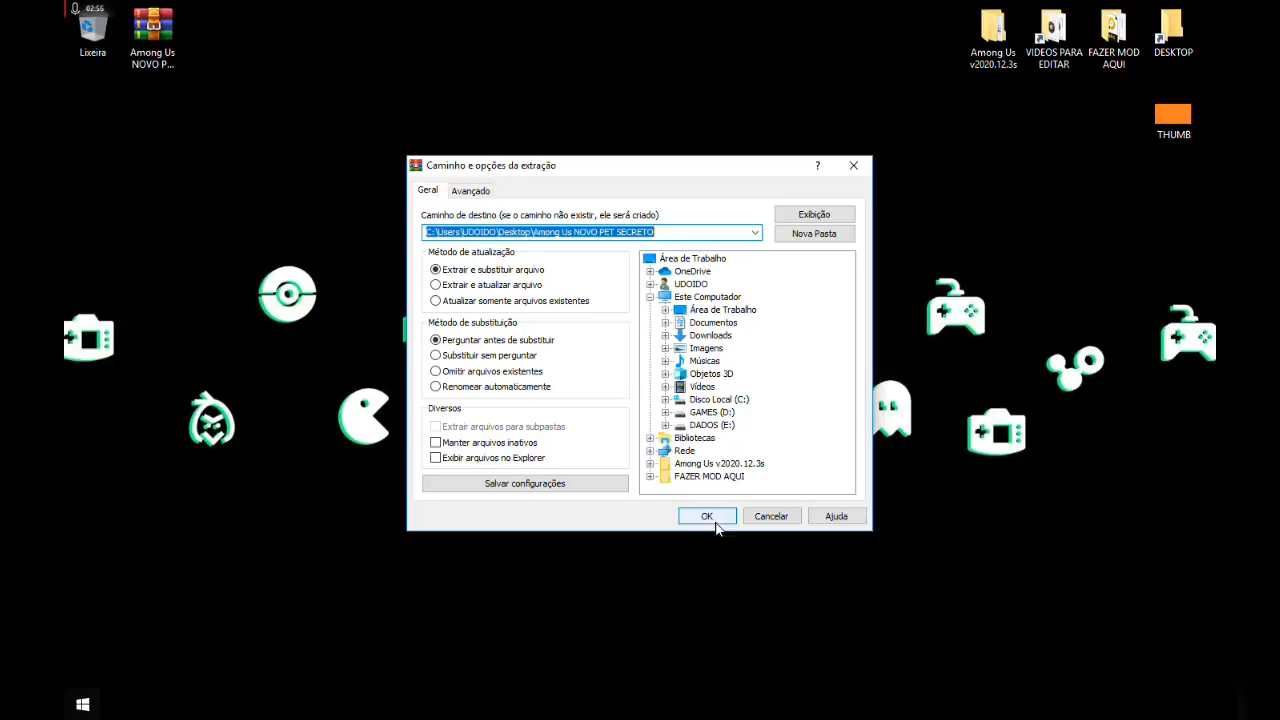 02:56
Lixeira
Among Us
NOVO P...
Among Us
v2020.12.3s
VIDEOS PARA
EDITAR
FAZER MOD
AQUI
DESKTOP
THUMB
Caminho e opções da extração
?
Geral
Avançado
Caminho de destino (se o caminho não existir, ele será criado)
C:\Users\UDOIDO\Desktop\Among Us NOVO PET SECRETO
Exibição
Nova Pasta
Método de atualização
Extrair e substituir arquivo
Extrair e atualizar arquivo
Atualizar somente arquivos existentes
Método de substituição
Perguntar antes de substituir
Substituir sem perguntar
Omitir arquivos existentes
Renomear automaticamente
Diversos
Extrair arquivos para subpastas
Manter arquivos inativos
Exibir arquivos no Explorer
Salvar configurações
Área de Trabalho
OneDrive
UDOIDO
Este Computador
Área de Trabalho
Documentos
Downloads
Imagens
Músicas
Objetos 3D
Vídeos
Disco Local (C:)
GAMES (D:)
DADOS (E:)
Bibliotecas
Rede
Among Us v2020.12.3s
FAZER MOD AQUI
OK
Cancelar
Ajuda